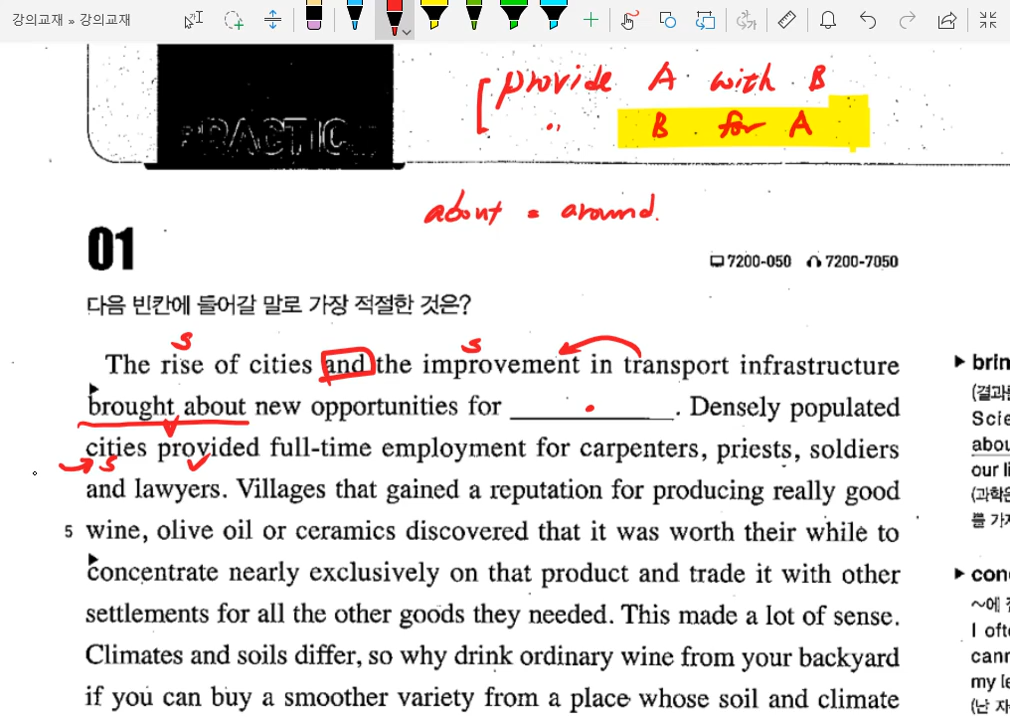 강의교재 » 강의교재
PRACTIC
provide A with B
" B for A
about = around.
01
7200-050 7200-7050
다음 빈칸에 들어갈 말로 가장 적절한 것은?
S S
The rise of cities and the improvement in transport infrastructure
brought about new opportunities for ____________. Densely populated
cities provided full-time employment for carpenters, priests, soldiers
S
and lawyers. Villages that gained a reputation for producing really good
5 wine, olive oil or ceramics discovered that it was worth their while to
concentrate nearly exclusively on that product and trade it with other
settlements for all the other goods they needed. This made a lot of sense.
Climates and soils differ, so why drink ordinary wine from your backyard
if you can buy a smoother variety from a place whose soil and climate
▶ brin
(결과를
Scie
abou
our li
(과학은
를 가져
▶ con
~에
I oft
cann
my le
(난